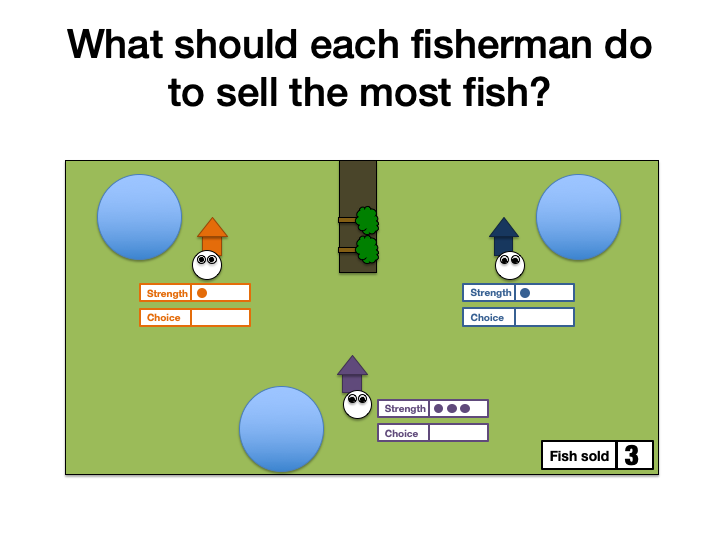 What should each fisherman do
to sell the most fish?
Strength
Choice
Strength
Choice
Strength
Choice
Fish sold 3